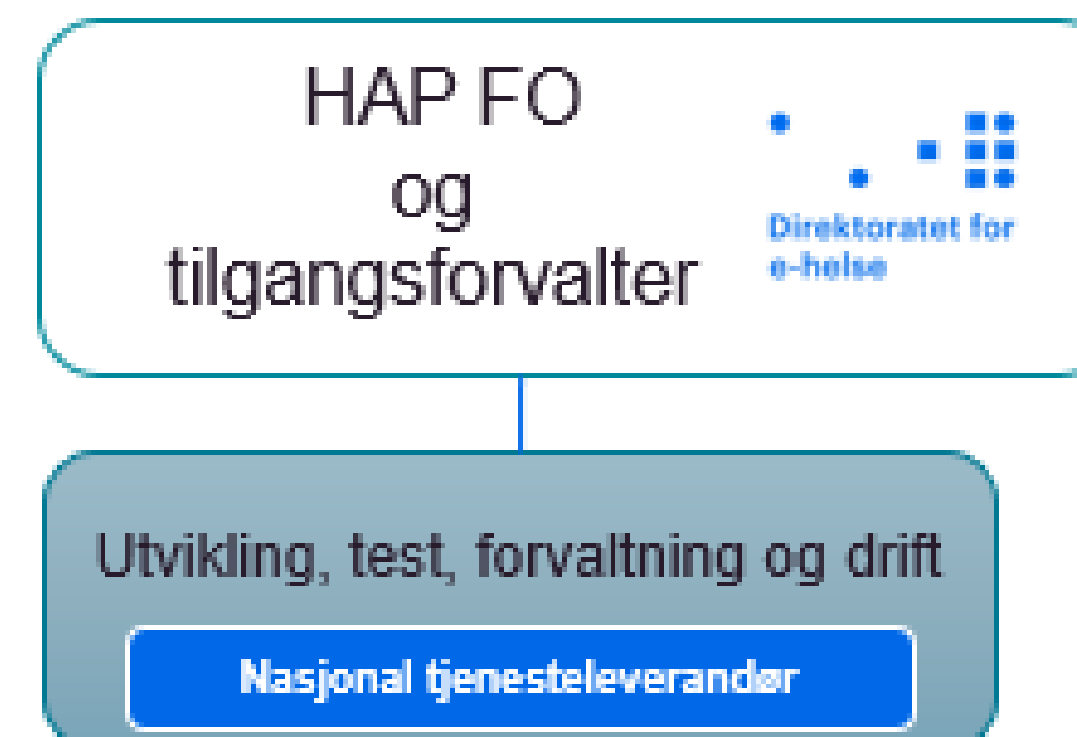 HAP FO
og
tilgangsforvalter
Direktoratet for
e-helse
Utvikling, test, forvaltning og drift
Nasjonal tjenesteleverandør